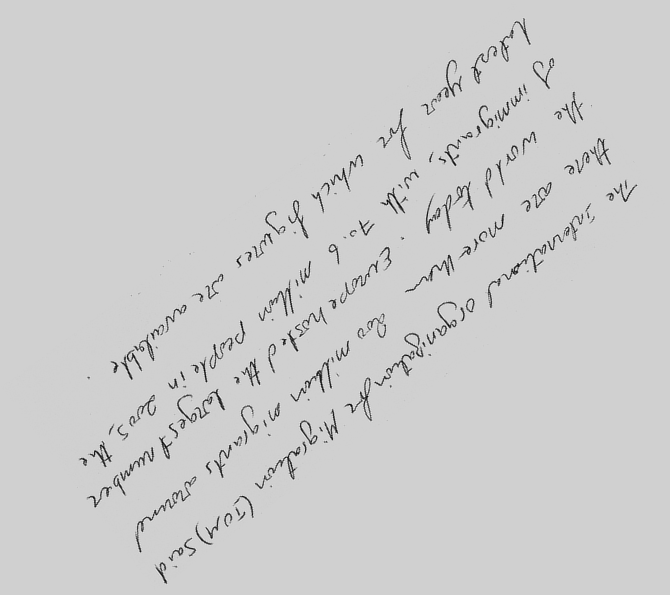 The International Organization for Migration (IOM) said
there are more than 200 million migrants around
the world today. Europe hosted the largest number
of immigrants, with 70.6 million people in 2005, the
latest year for which figures are available.